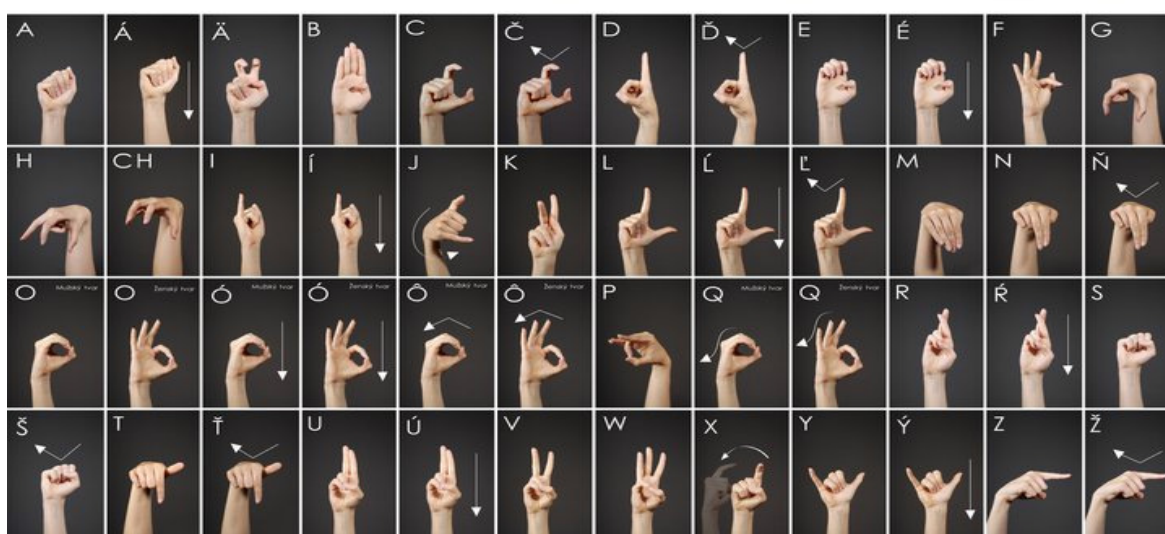 A Á Ä B C Č D Ď E É F G
H CH I Í J K L Ĺ Ľ M N Ň
O Mužský tvar O Ženský tvar Ó Mužský tvar Ó Ženský tvar Ô Mužský tvar Ô Ženský tvar P Q Mužský tvar Q Ženský tvar R Ŕ S
Š T Ť U Ú V W X Y Ý Z Ž